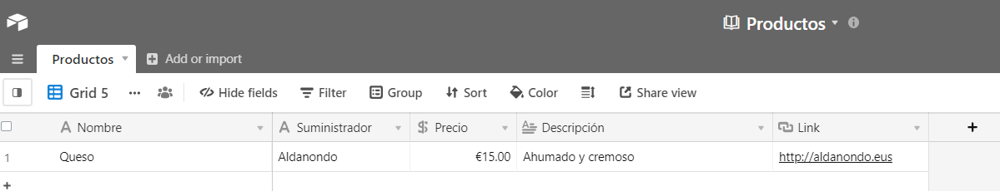 Productos
Productos Add or import
Grid 5 ... Hide fields Filter Group Sort Color Share view
Nombre Suministrador Precio Descripción Link
1 Queso Aldanondo €15.00 Ahumado y cremoso http://aldanondo.eus